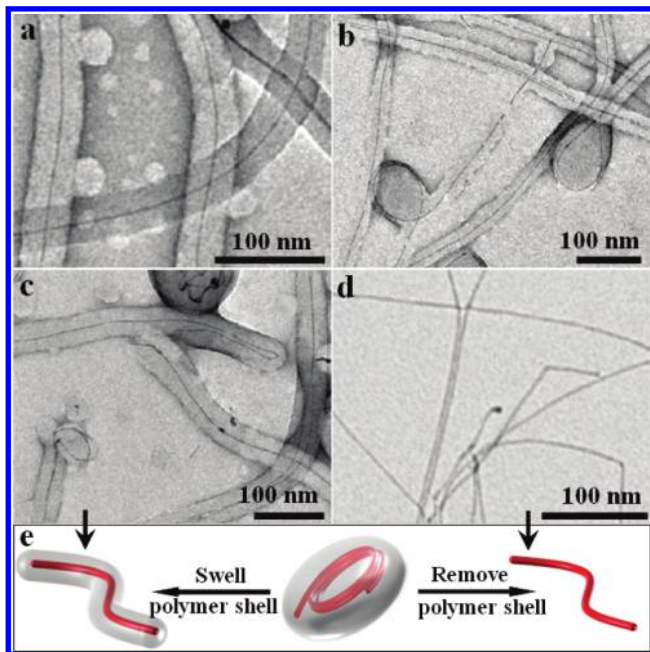 a
100 nm
b
100 nm
c
100 nm
d
100 nm
e
Swell
polymer shell
Remove
polymer shell